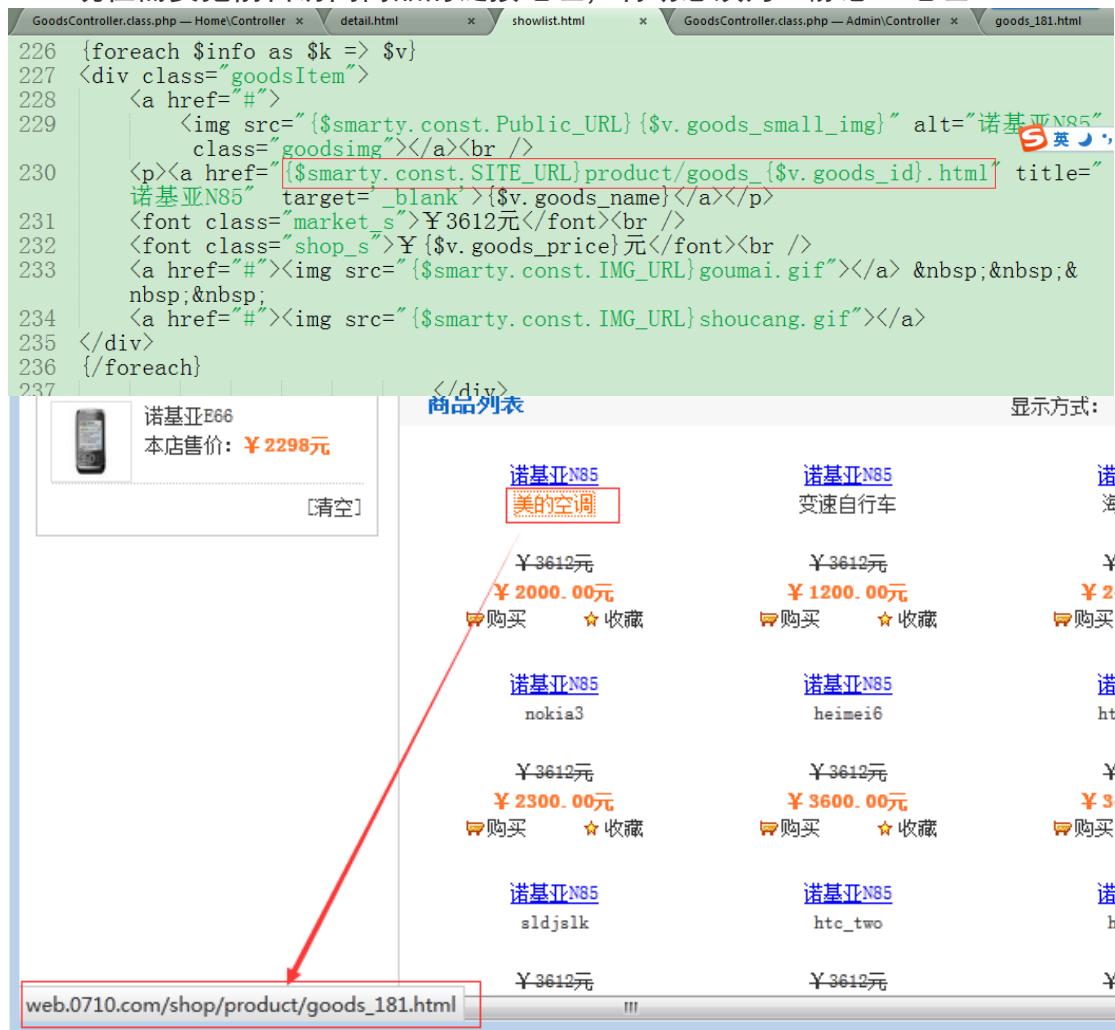 GoodsController.class.php — Home\Controller × detail.html × showlist.html × GoodsController.class.php — Admin\Controller × goods_181.html
226 {foreach $info as $k => $v}
227 <div class="goodsItem">
228 <a href="#">
229 <img src="{$smarty.const.Public_URL}{$v.goods_small_img}" alt="诺基亚N85"
class="goodsimg"></a><br />
英
230 <p><a href="{$smarty.const.SITE_URL}product/goods_{$v.goods_id}.html" title="
诺基亚N85" target='_blank'>{$v.goods_name}</a></p>
231 <font class="market_s">¥3612元</font><br />
232 <font class="shop_s">¥{$v.goods_price}元</font><br />
233 <a href="#"><img src="{$smarty.const.IMG_URL}goumai.gif"></a> &nbsp;&nbsp;&
nbsp;&nbsp;
234 <a href="#"><img src="{$smarty.const.IMG_URL}shoucang.gif"></a>
235 </div>
236 {/foreach}
237 </div>
诺基亚E66
本店售价：¥2298元
[清空]
商品列表 显示方式：
诺基亚N85 诺基亚N85 诺
美的空调 变速自行车 海
¥3612元 ¥3612元 ¥
¥2000.00元 ¥1200.00元 ¥2
购买 收藏 购买 收藏 购买
诺基亚N85 诺基亚N85 诺
nokia3 heimei6 ht
¥3612元 ¥3612元 ¥
¥2300.00元 ¥3600.00元 ¥3
购买 收藏 购买 收藏 购买
诺基亚N85 诺基亚N85 诺
sldjslk htc_two h
¥3612元 ¥3612元 ¥
web.0710.com/shop/product/goods_181.html